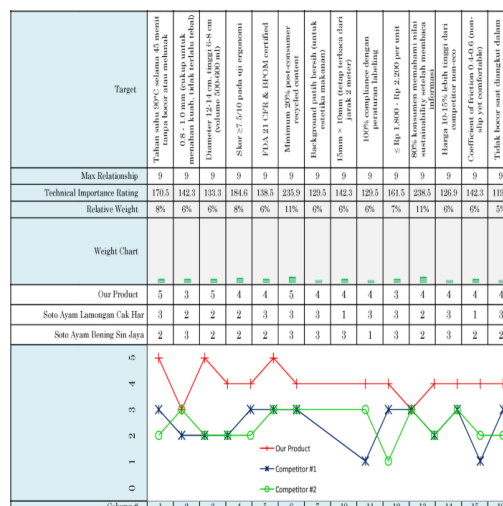 Target
Tahan suhu 90°C selama 45 menit
tanpa bocor atau melunak
0.8 - 1.0 mm (cukup untuk
menahan kuah, tidak terlalu tebal)
Diameter 12-14 cm, tinggi 6-8 cm
(volume 500-600 ml)
Skor ≥7.5/10 pada uji ergonomi
FDA 21 CFR & BPOM certified
Minimum 20% post-consumer
recycled content
Background putih bersih (untuk
estetika makanan)
15mm × 10mm (tetap terbaca dari
jarak 2 meter)
100% compliance dengan
peraturan labeling
≤ Rp 1,800 - Rp 2,200 per unit
80% konsumen memahami nilai
sustainability setelah membaca
informasi
Harga 10-15% lebih tinggi dari
competitor non-eco
Coefficient of friction 0.4-0.6 (non-
slip yet comfortable)
Tidak bocor saat diangkut dalam
Max Relationship 9 9 9 9 9 9 9 9 9 9 9 9 9 9
Technical Importance Rating 170.5 142.3 133.3 184.6 138.5 235.9 129.5 142.3 129.5 161.5 238.5 126.9 142.3 119
Relative Weight 8% 6% 6% 8% 6% 11% 6% 6% 6% 7% 11% 6% 6% 5%
Weight Chart
Our Product 5 3 5 4 4 5 4 4 4 3 4 4 4 4
Soto Ayam Lamongan Cak Har 3 2 2 2 3 3 3 1 3 3 2 3 1 3
Soto Ayam Bening Sin Jaya 2 3 2 2 2 3 3 3 1 3 2 3 2 2
5
4
3
2
1
0
Our Product
Competitor #1
Competitor #2